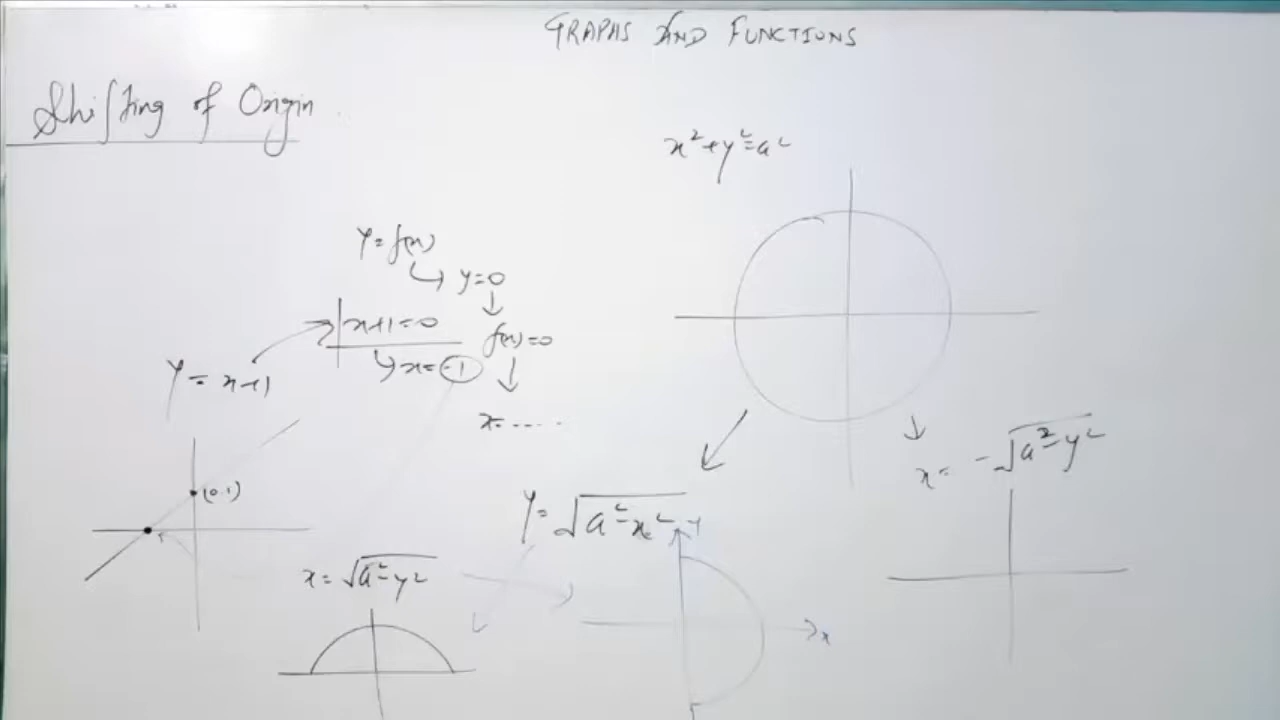 GRAPHS AND FUNCTIONS
Shifting of Origin
x²+y²=a²
Y=f(x)
y=0
x+1=0
f(x)=0
x=-1
Y=x+1
x=-----
(0,1)
x=-√a²-y²
Y=√a²-x²
x=√a²-y²
x